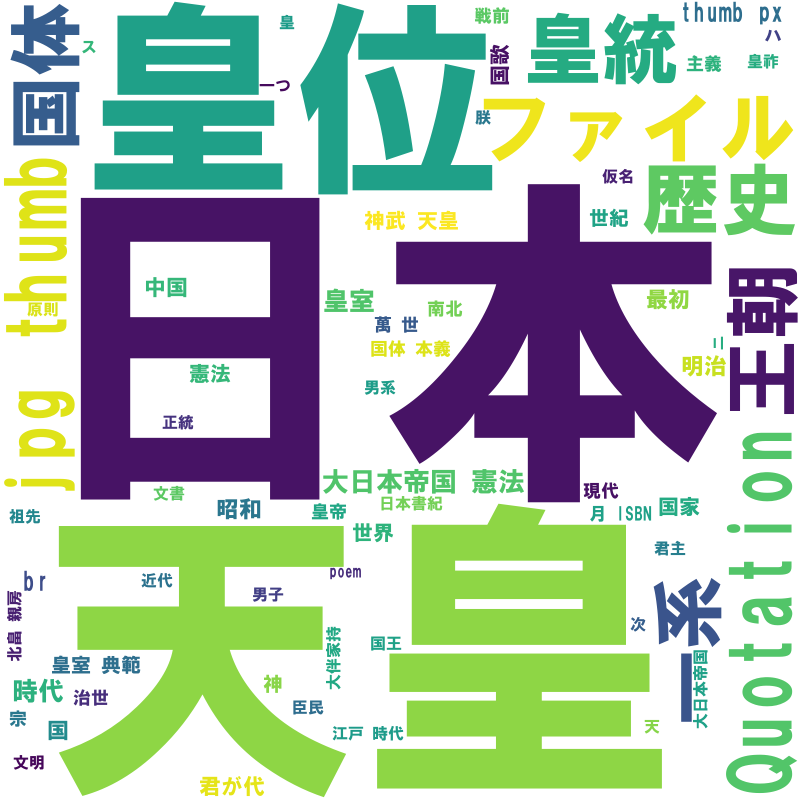 国体
ス
皇
皇位
戦前
国歌
皇統
thumb px
ハ
主義
皇祚
一つ
朕
ファイル
仮名
歴史
世紀
神武 天皇
thumb
原則
日本
中国
皇室
萬 世
南北
最初
王朝
国体 本義
明治
憲法
男系
正統
jpg
文書
大日本帝国 憲法
日本書紀
現代
祖先
昭和
皇帝
世界
月 ISBN
国家
Quotation
君主
天皇
br
近代
poem
男子
一系
北畠 親房
皇室 典範
大伴家持
国王
次
大日本帝国
時代
治世
神
臣民
宗
国
江戸 時代
天
文明
君が代